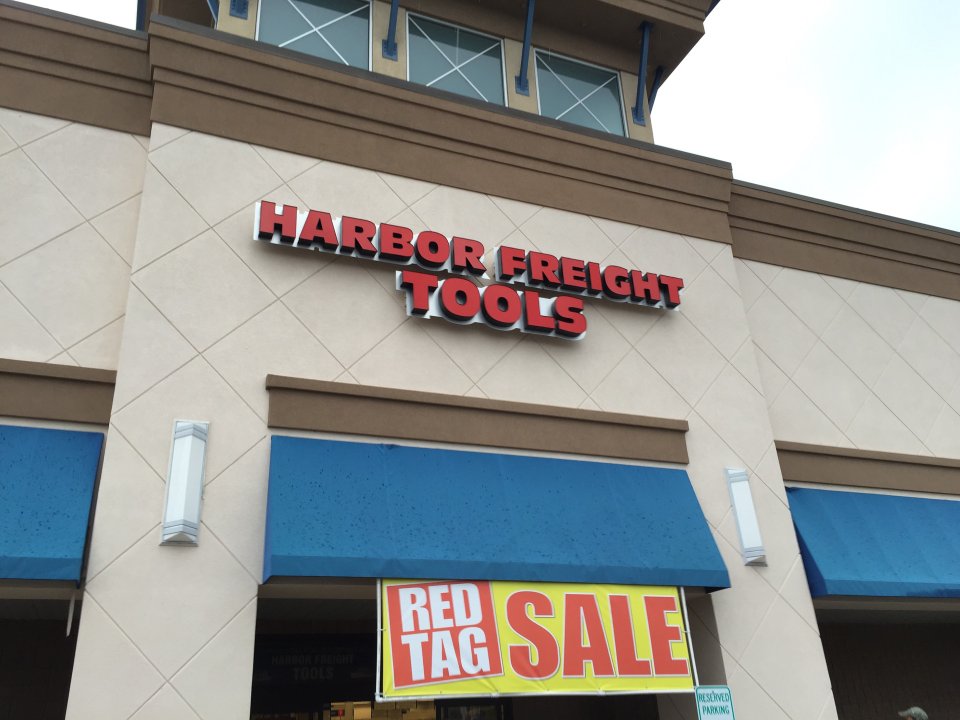 HARBOR FREIGHT
TOOLS
RED
TAG
SALE
HARBOR FREIGHT
TOOLS
RESERVED
PARKING